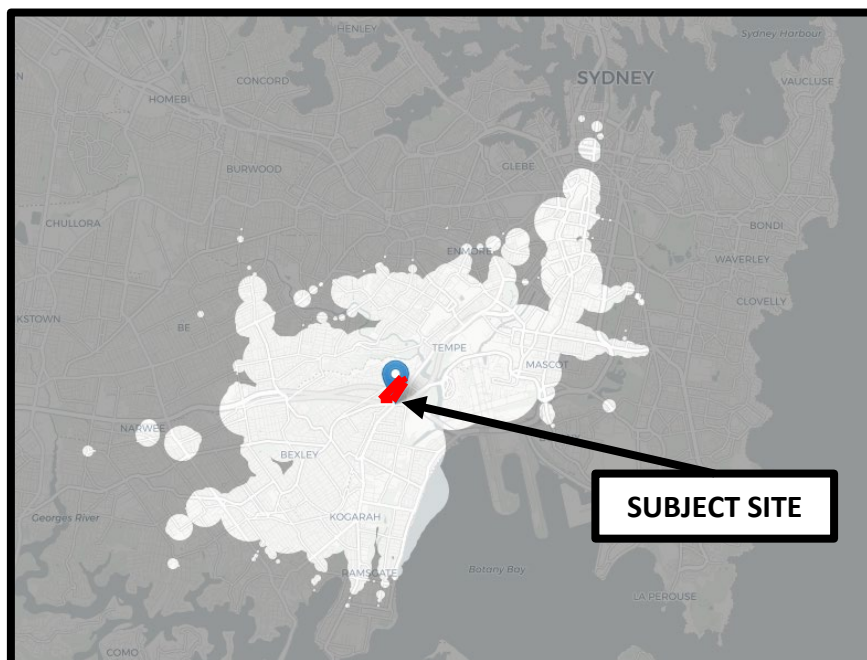 HENLEY
Sydney Harbour
CONCORD
SYDNEY
VAUCLUSE
HOMEBI
GLEBE
BURWOOD
CHULLORA
BONDI
ENMORE
WAVERLEY
CLOVELLY
KSTOWN
BE
TEMPE
MASCOT
NARWEE
BEXLEY
SUBJECT SITE
KOGARAH
Georges River
RAMSGATE
Botany Bay
LA PEROUSE
COMO